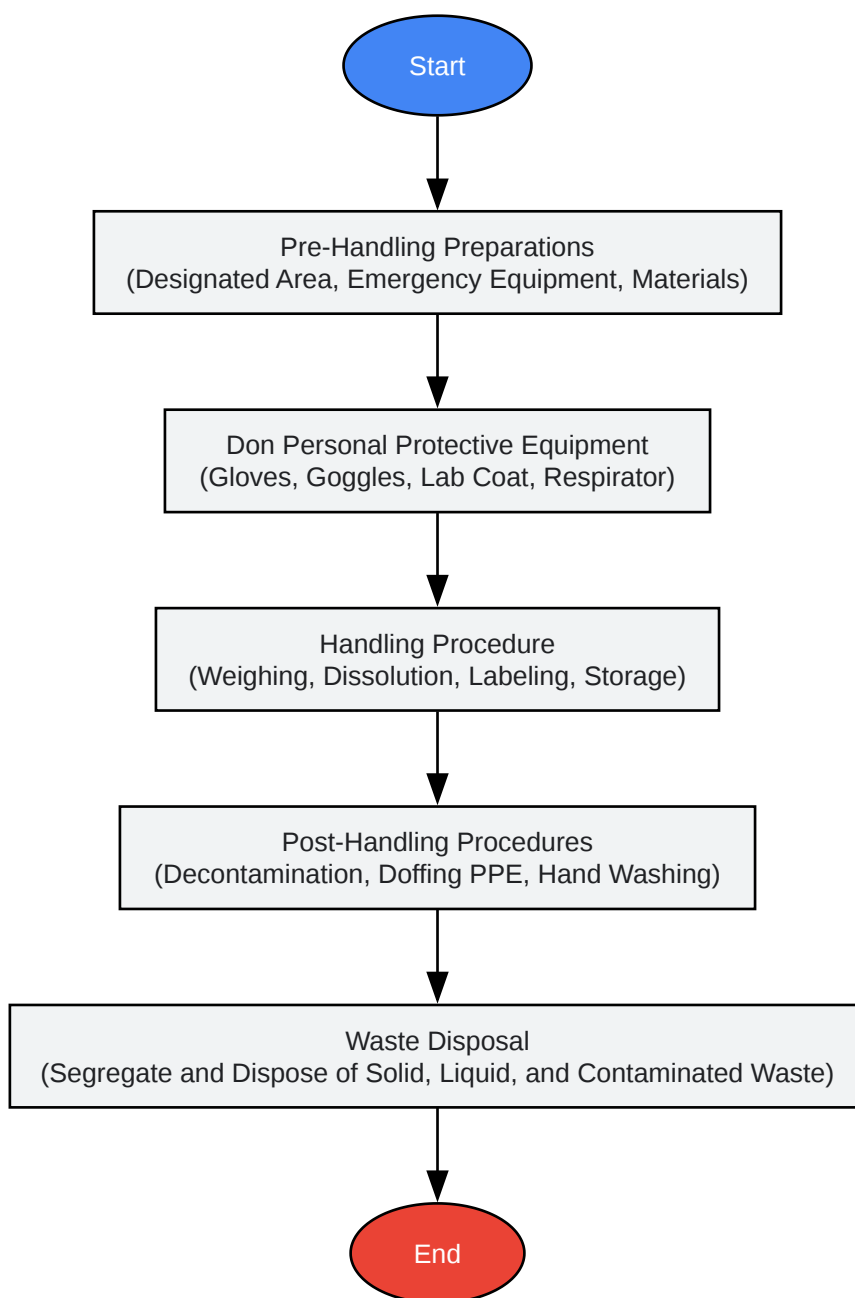 Start
Pre-Handling Preparations
(Designated Area, Emergency Equipment, Materials)
Don Personal Protective Equipment
(Gloves, Goggles, Lab Coat, Respirator)
Handling Procedure
(Weighing, Dissolution, Labeling, Storage)
Post-Handling Procedures
(Decontamination, Doffing PPE, Hand Washing)
Waste Disposal
(Segregate and Dispose of Solid, Liquid, and Contaminated Waste)
End